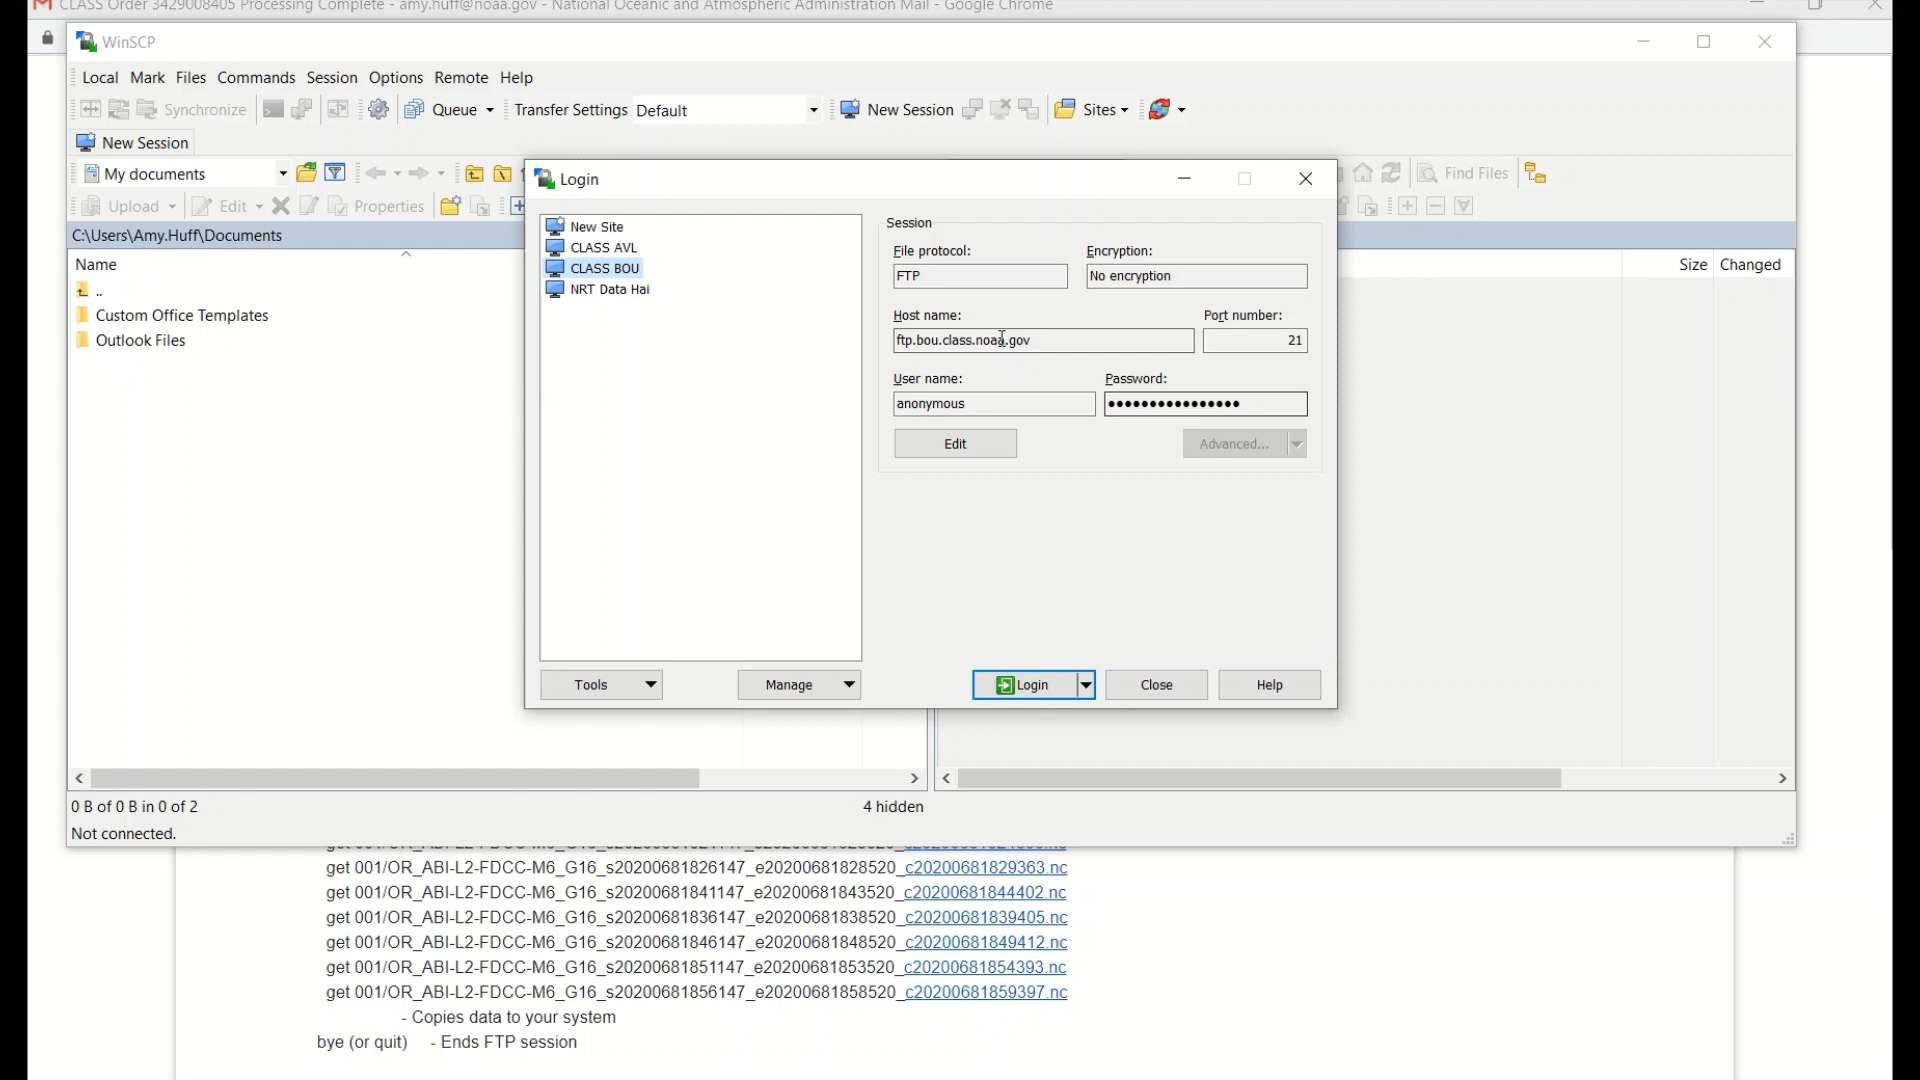 CLASS Order 3429008405 Processing Complete - amy.huff@noaa.gov - National Oceanic and Atmospheric Administration Mail - Google Chrome
WinSCP
Local Mark Files Commands Session Options Remote Help
Synchronize Queue Transfer Settings Default New Session Sites
New Session
My documents Find Files
Upload Edit Properties
C:\Users\Amy.Huff\Documents
Name Size Changed
..
Custom Office Templates
Outlook Files
Login
New Site
CLASS AVL
CLASS BOU
NRT Data Hai
Session
File protocol: Encryption:
FTP No encryption
Host name: Port number:
ftp.bou.class.noaa.gov 21
User name: Password:
anonymous ●●●●●●●●●●●●●●●●
Edit Advanced...
Tools Manage Login Close Help
0 B of 0 B in 0 of 2 4 hidden
Not connected.
get 001/OR_ABI-L2-FDCC-M6_G16_s20200681826147_e20200681828520_c20200681829363.nc
get 001/OR_ABI-L2-FDCC-M6_G16_s20200681841147_e20200681843520_c20200681844402.nc
get 001/OR_ABI-L2-FDCC-M6_G16_s20200681836147_e20200681838520_c20200681839405.nc
get 001/OR_ABI-L2-FDCC-M6_G16_s20200681846147_e20200681848520_c20200681849412.nc
get 001/OR_ABI-L2-FDCC-M6_G16_s20200681851147_e20200681853520_c20200681854393.nc
get 001/OR_ABI-L2-FDCC-M6_G16_s20200681856147_e20200681858520_c20200681859397.nc
- Copies data to your system
bye (or quit) - Ends FTP session